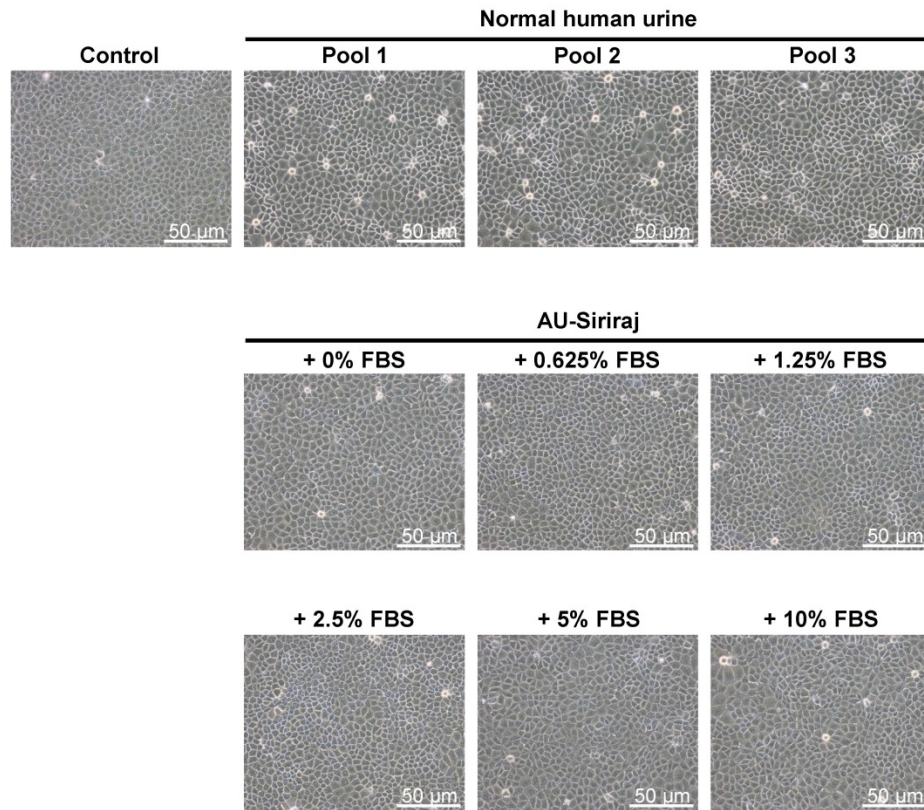 Normal human urine
Control Pool 1 Pool 2 Pool 3
50 µm 50 µm 50 µm 50 µm
AU-Siriraj
+ 0% FBS + 0.625% FBS + 1.25% FBS
50 µm 50 µm 50 µm
+ 2.5% FBS + 5% FBS + 10% FBS
50 µm 50 µm 50 µm